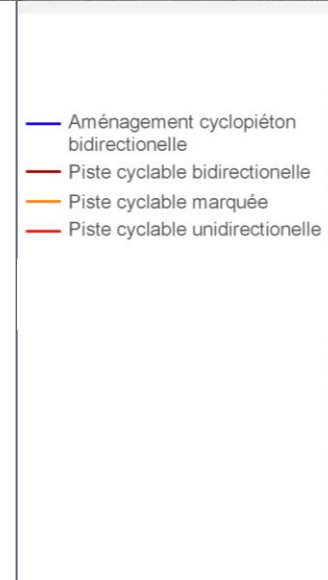 Aménagement cyclopiéton
bidirectionelle
Piste cyclable bidirectionelle
Piste cyclable marquée
Piste cyclable unidirectionelle